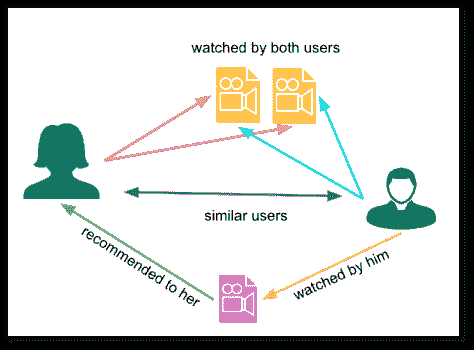 watched by both users
similar users
recommended to her
watched by him